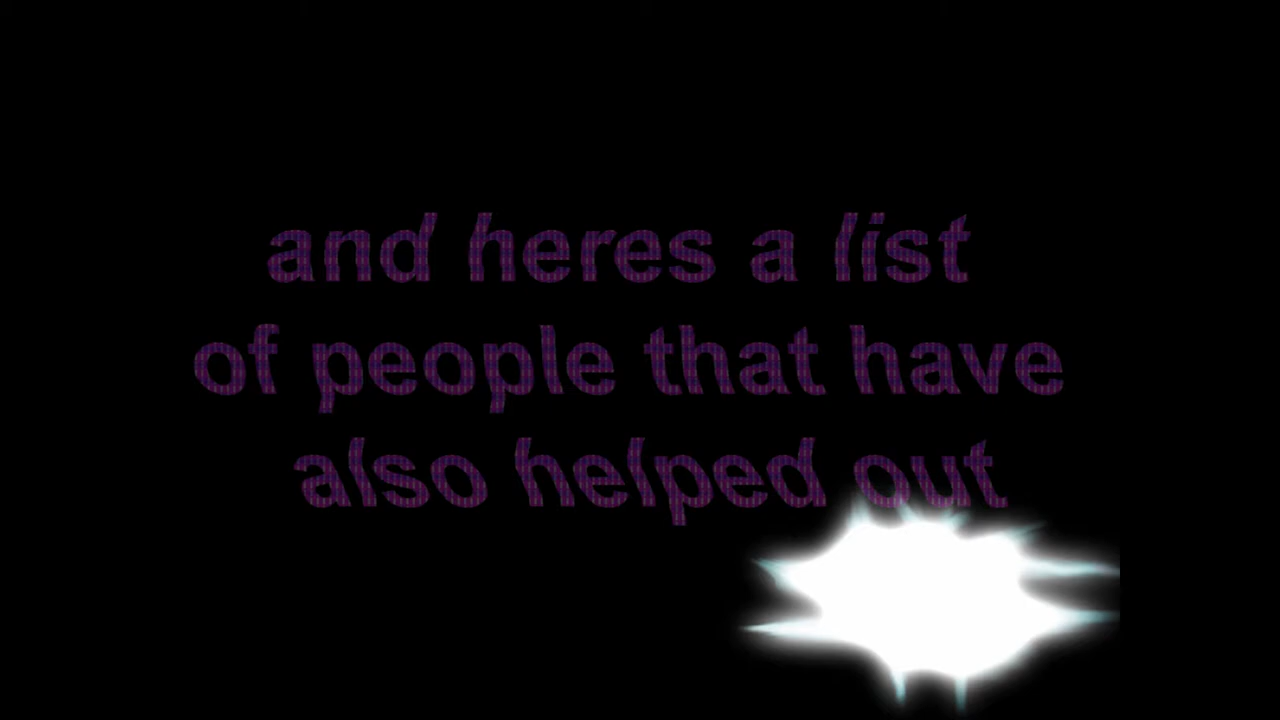 and heres a list
of people that have
also helped out